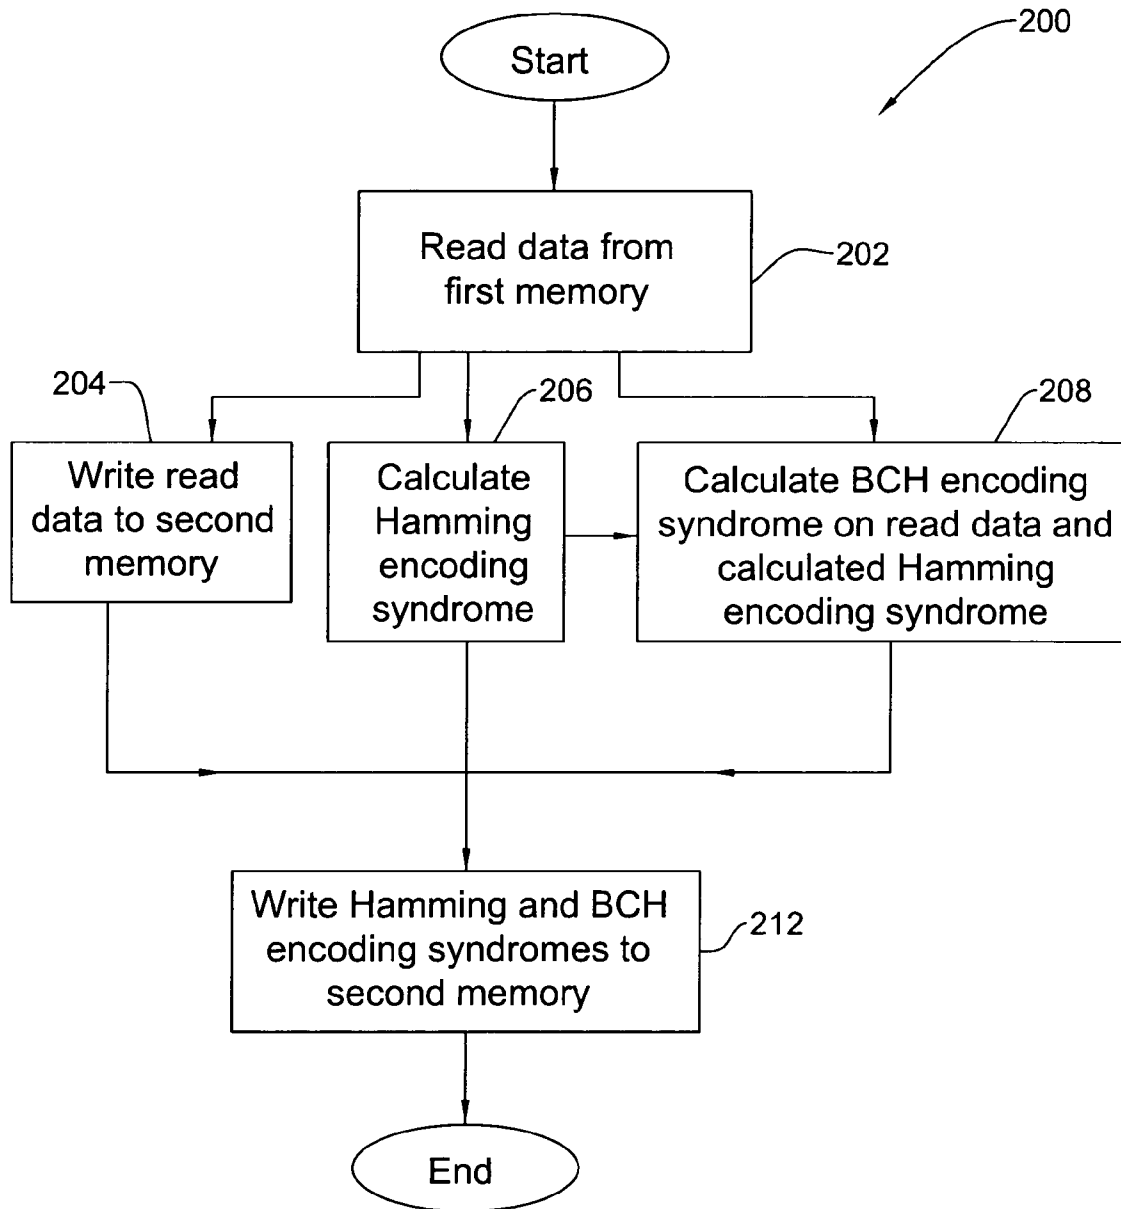 200
Start
Read data from
first memory
202
204
206
208
Write read
data to second
memory
Calculate
Hamming
encoding
syndrome
Calculate BCH encoding
syndrome on read data and
calculated Hamming
encoding syndrome
Write Hamming and BCH
encoding syndromes to
second memory
212
End